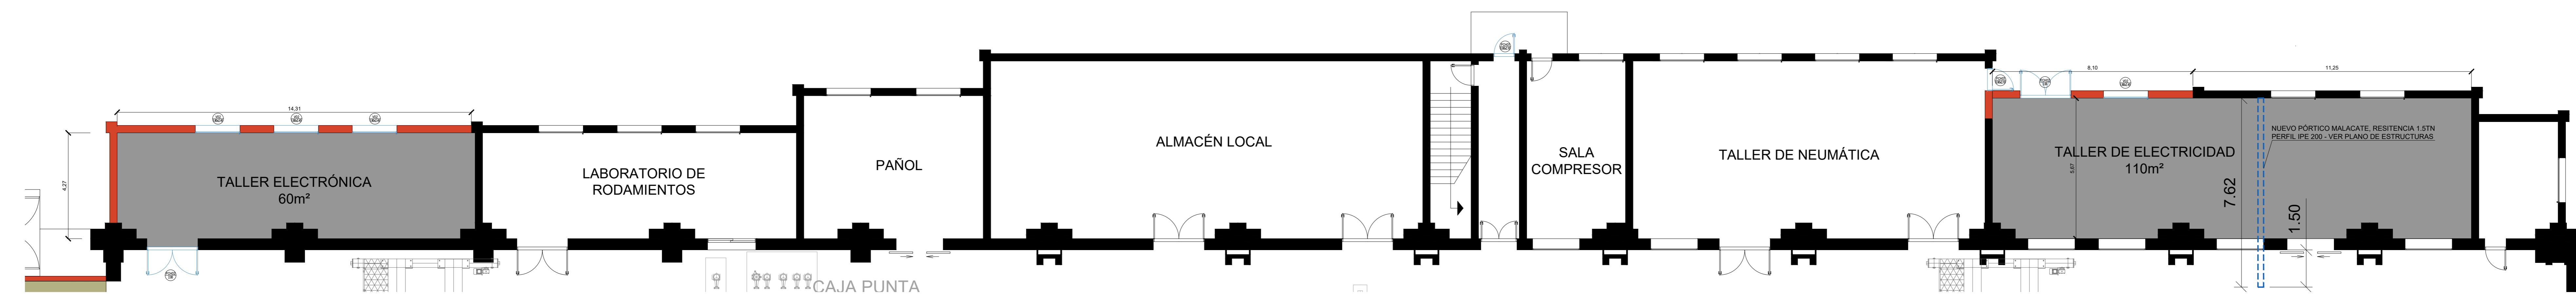 14,31
4,27
TALLER ELECTRÓNICA
60m²
LABORATORIO DE
RODAMIENTOS
PAÑOL
ALMACÉN LOCAL
SALA
COMPRESOR
TALLER DE NEUMÁTICA
8,10
11,25
NUEVO PÓRTICO MALACATE, RESITENCIA 1.5TN
PERFIL IPE 200 - VER PLANO DE ESTRUCTURAS
TALLER DE ELECTRICIDAD
110m²
5,67
7.62
1.50
CAJA PUNTA